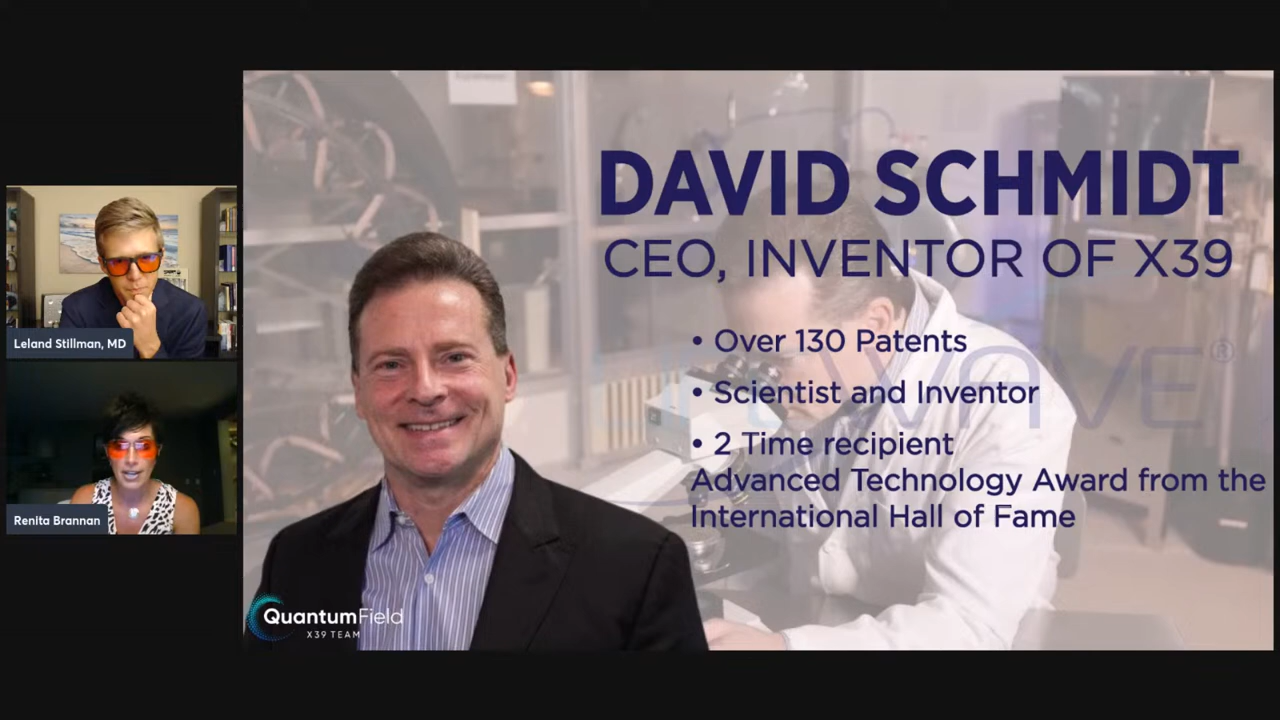 DAVID SCHMIDT
CEO, INVENTOR OF X39
• Over 130 Patents
• Scientist and Inventor
• 2 Time recipient
Advanced Technology Award from the
International Hall of Fame
WAVE®
Leland Stillman, MD
Renita Brannan
QuantumField
X39 TEAM